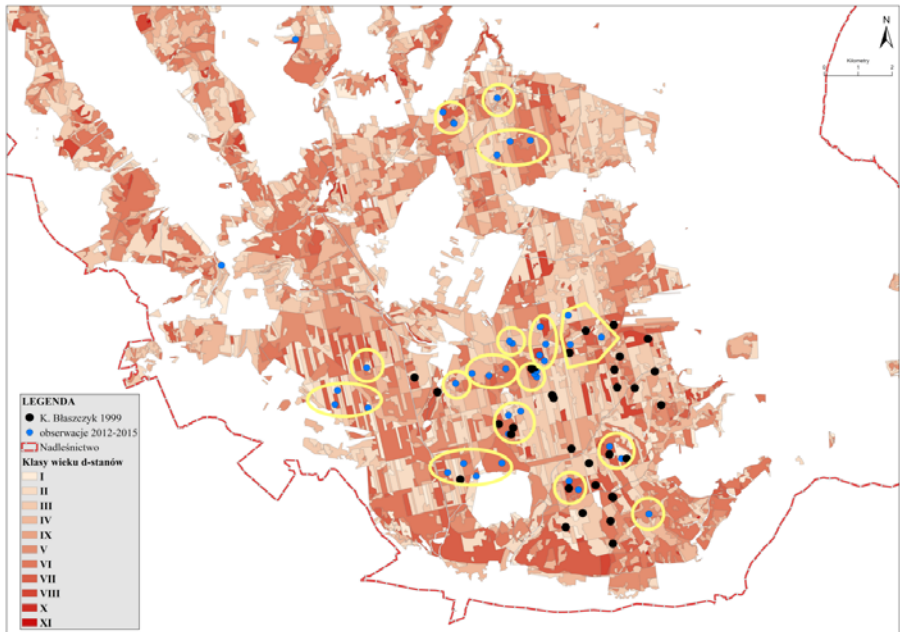 N
Kilometry
0 1 2
LEGENDA
K. Błaszczyk 1999
obserwacje 2012-2015
Nadleśnictwo
Klasy wieku d-stanów
I
II
III
IV
IX
V
VI
VII
VIII
X
XI